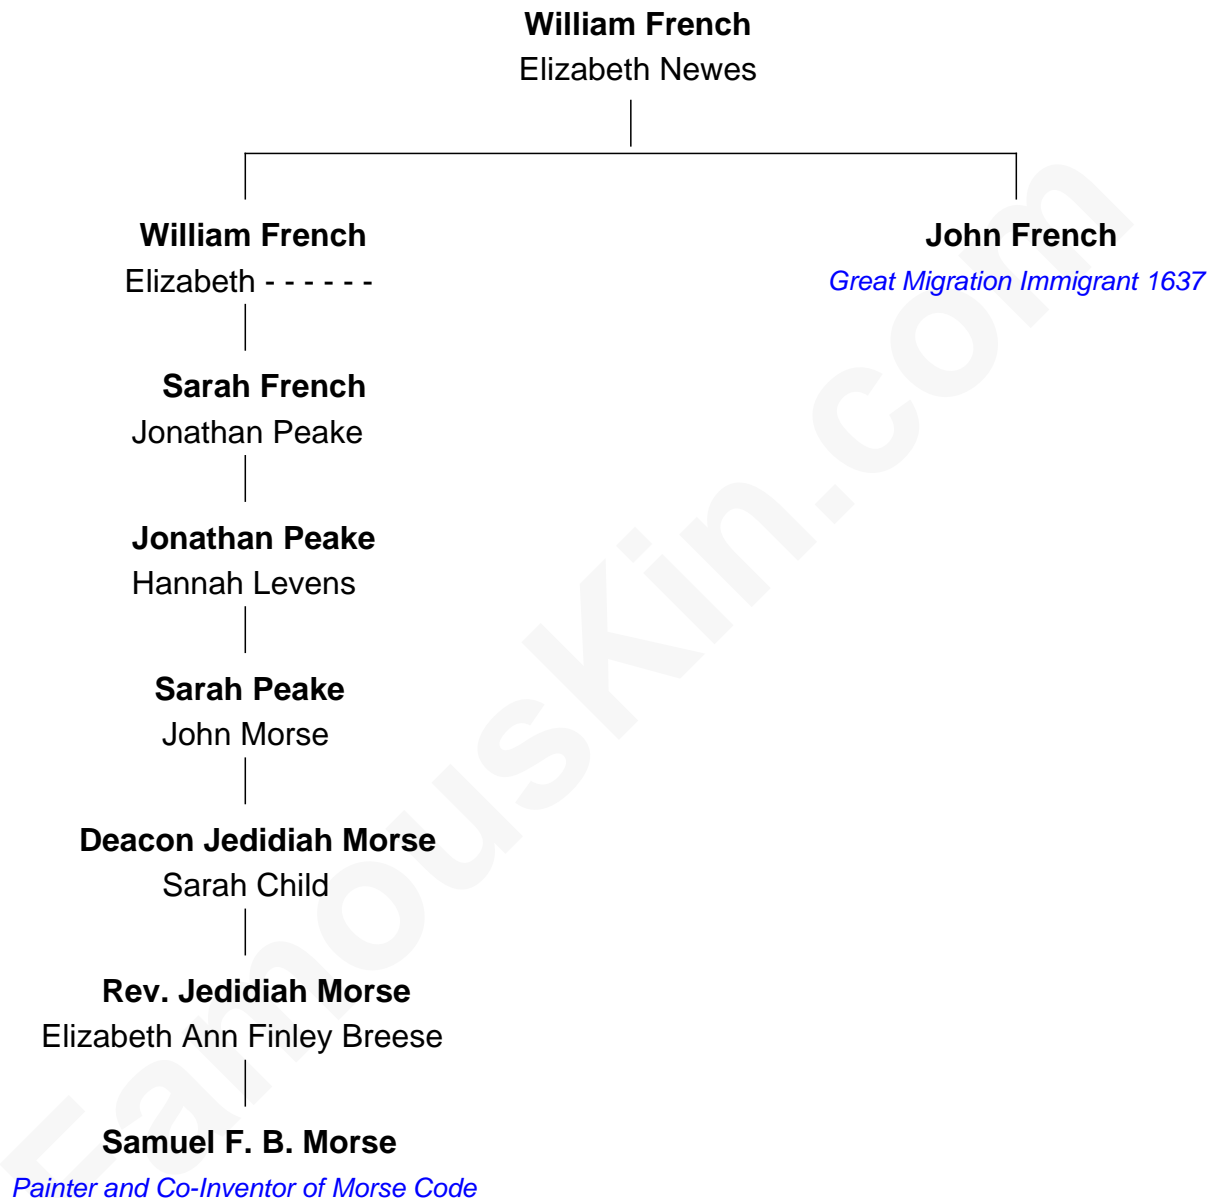 William French
Elizabeth Newes
William French
Elizabeth - - - - - -
John French
Great Migration Immigrant 1637
Sarah French
Jonathan Peake
Jonathan Peake
Hannah Levens
Sarah Peake
John Morse
Deacon Jedidiah Morse
Sarah Child
Rev. Jedidiah Morse
Elizabeth Ann Finley Breese
Samuel F. B. Morse
Painter and Co-Inventor of Morse Code
FamousKin.com